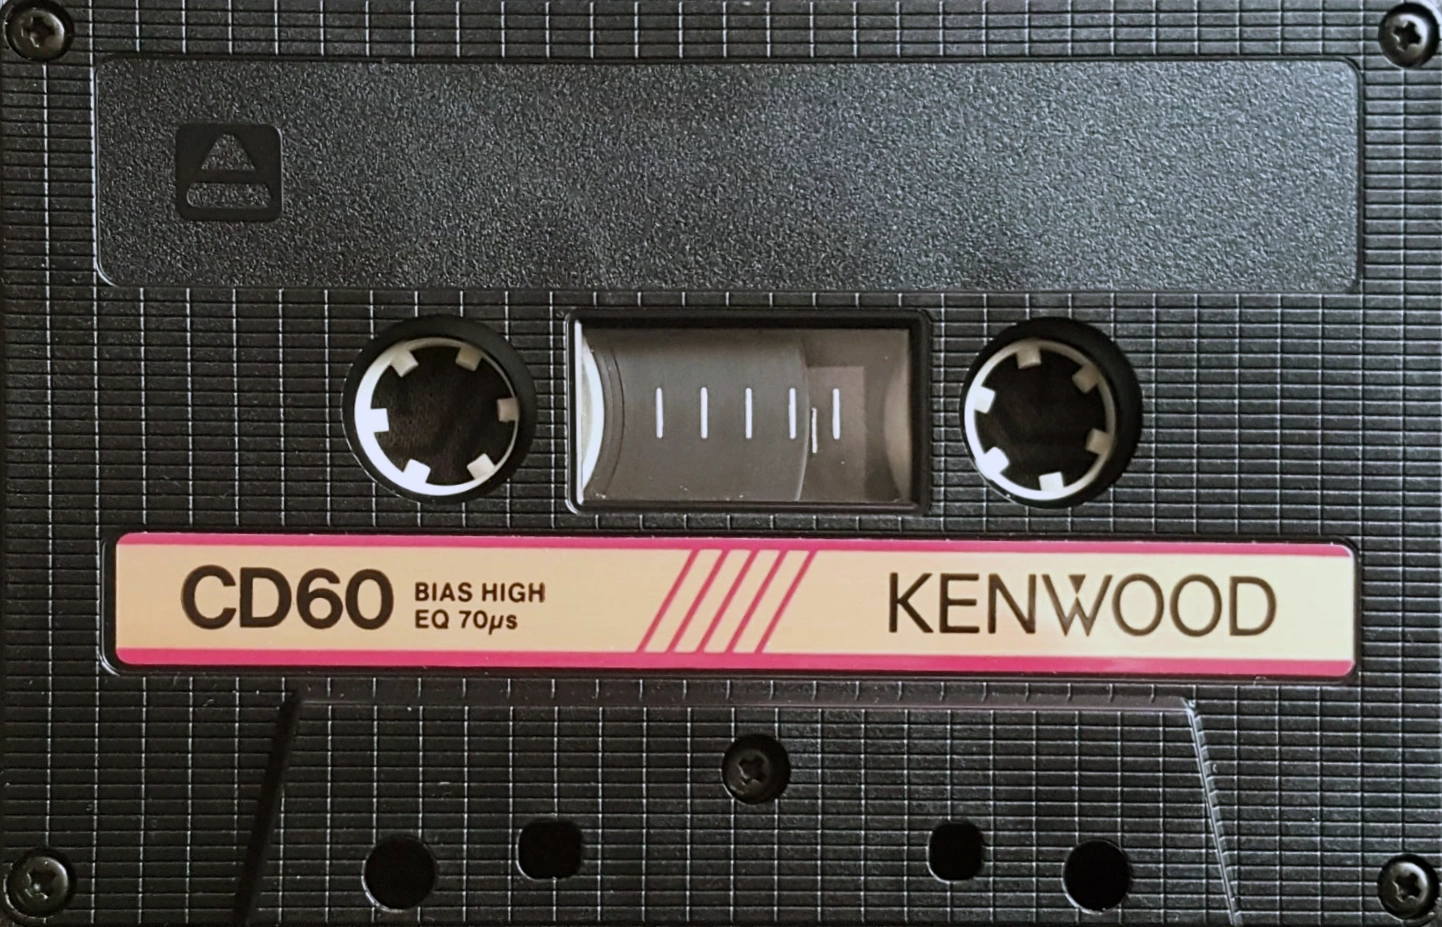 A
CD60
BIAS HIGH
EQ 70µs
KENWOOD